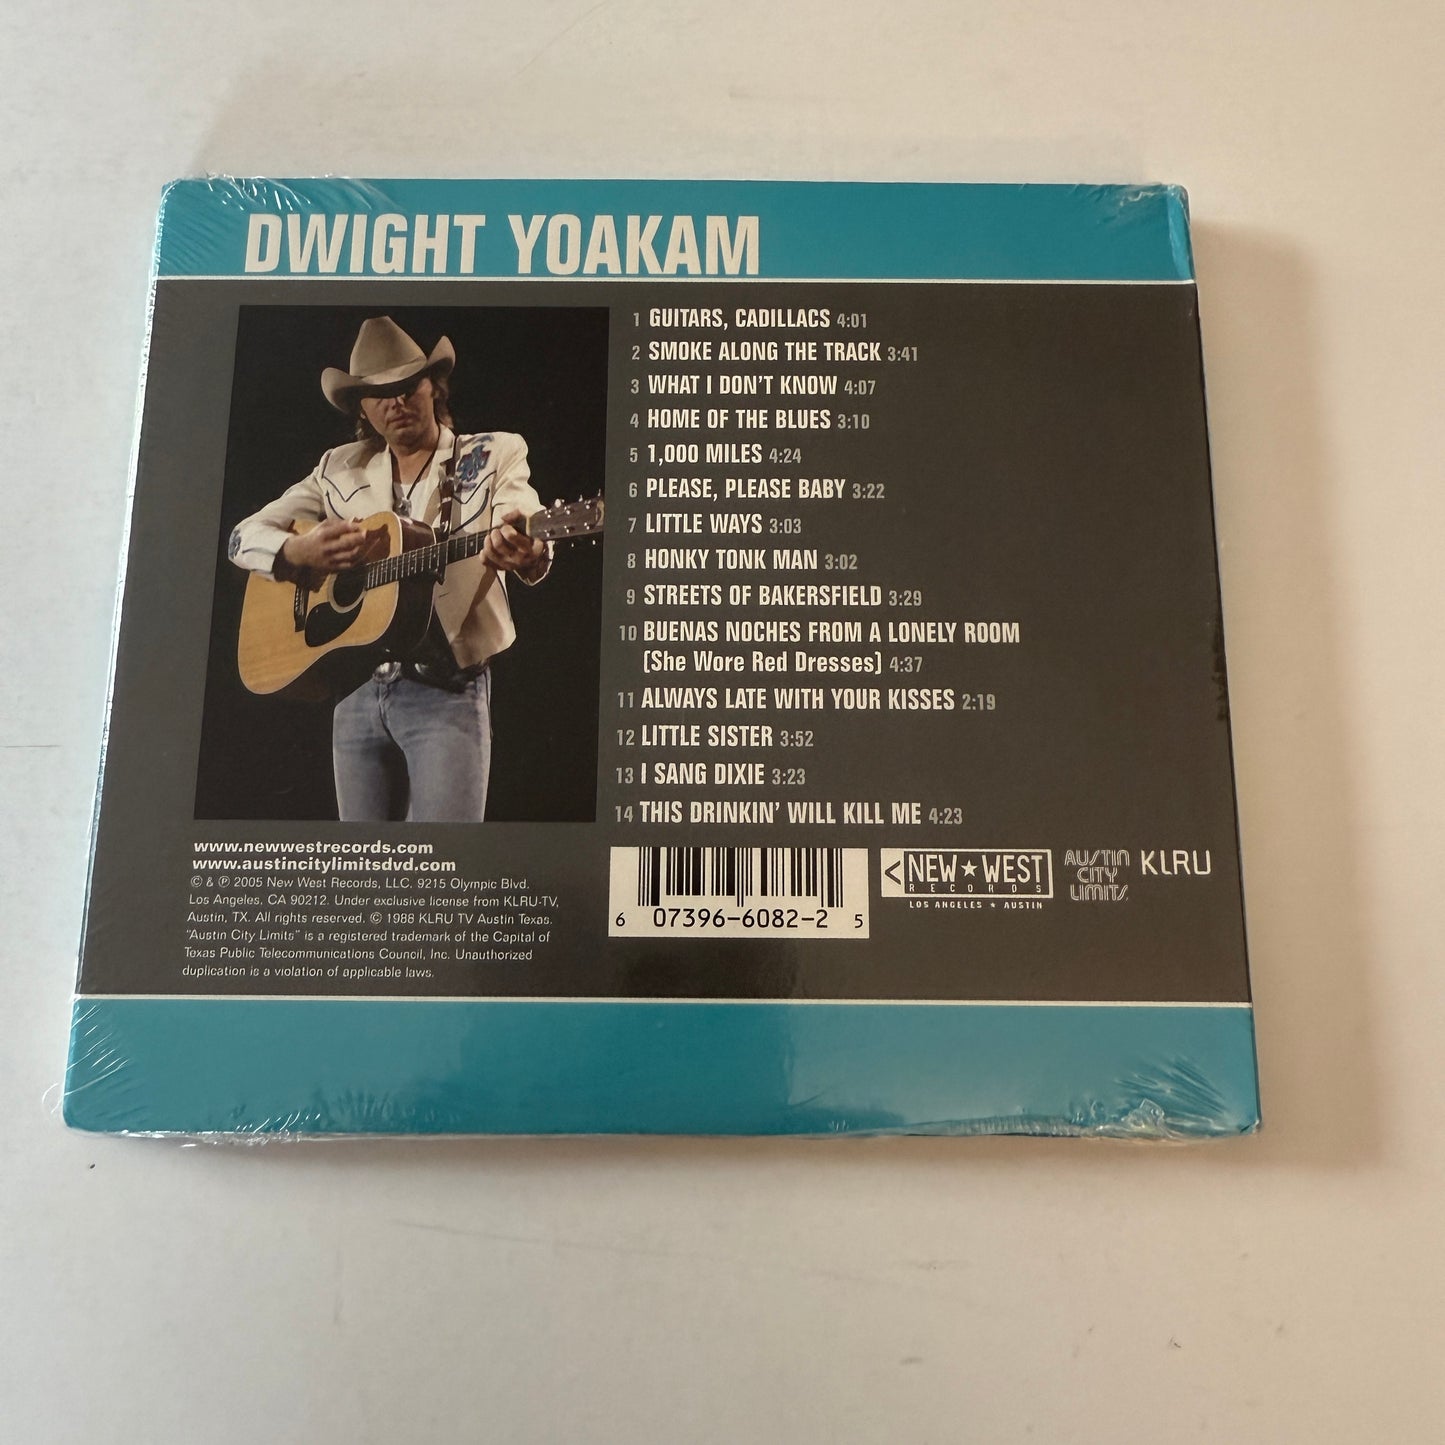 DWIGHT YOAKAM
1 GUITARS, CADILLACS 4:01
2 SMOKE ALONG THE TRACK 3:41
3 WHAT I DON'T KNOW 4:07
4 HOME OF THE BLUES 3:10
5 1,000 MILES 4:24
6 PLEASE, PLEASE BABY 3:22
7 LITTLE WAYS 3:03
8 HONKY TONK MAN 3:02
9 STREETS OF BAKERSFIELD 3:29
10 BUENAS NOCHES FROM A LONELY ROOM
(She Wore Red Dresses) 4:37
11 ALWAYS LATE WITH YOUR KISSES 2:19
12 LITTLE SISTER 3:52
13 I SANG DIXIE 3:23
14 THIS DRINKIN' WILL KILL ME 4:23
www.newwestrecords.com
www.austincitylimitsdvd.com
© & ℗ 2005 New West Records, LLC. 9215 Olympic Blvd.
Los Angeles, CA 90212. Under exclusive license from KLRU-TV,
Austin, TX. All rights reserved. © 1988 KLRU TV Austin Texas.
"Austin City Limits" is a registered trademark of the Capital of
Texas Public Telecommunications Council, Inc. Unauthorized
duplication is a violation of applicable laws.
6 07396-6082-2 5
NEW ★ WEST
RECORDS
LOS ANGELES ★ AUSTIN
AUSTIN
CITY
LIMITS.
KLRU